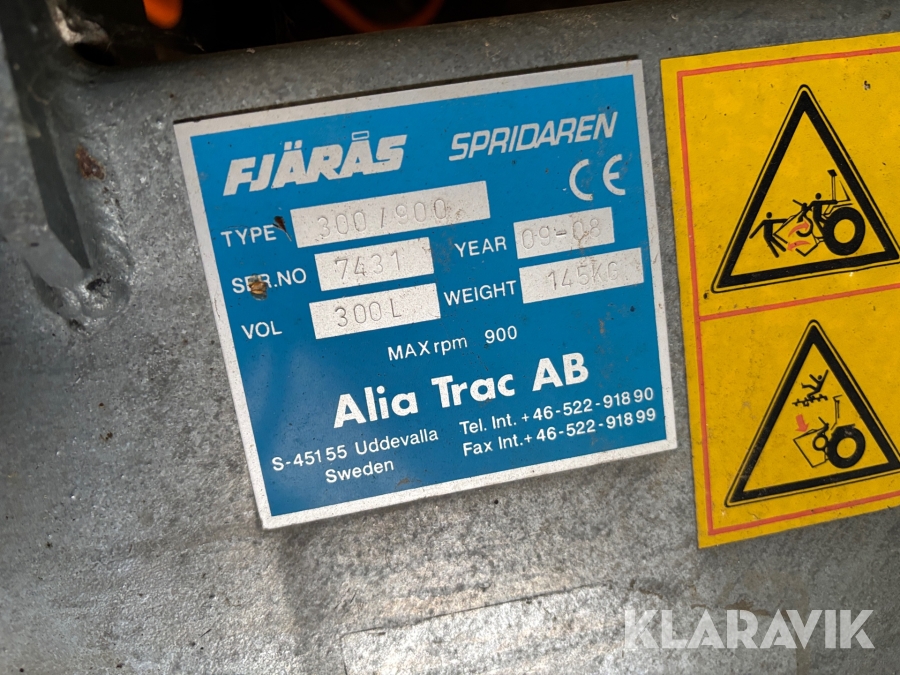 FJÄRÅS SPRIDAREN
CE
TYPE 300/900
SER.NO 7431 YEAR 09-08
VOL 300L WEIGHT 145KG
MAX rpm 900
Alia Trac AB
S-451 55 Uddevalla Tel. Int. +46-522-918 90
Sweden Fax Int. +46-522-918 99
KLARAVIK